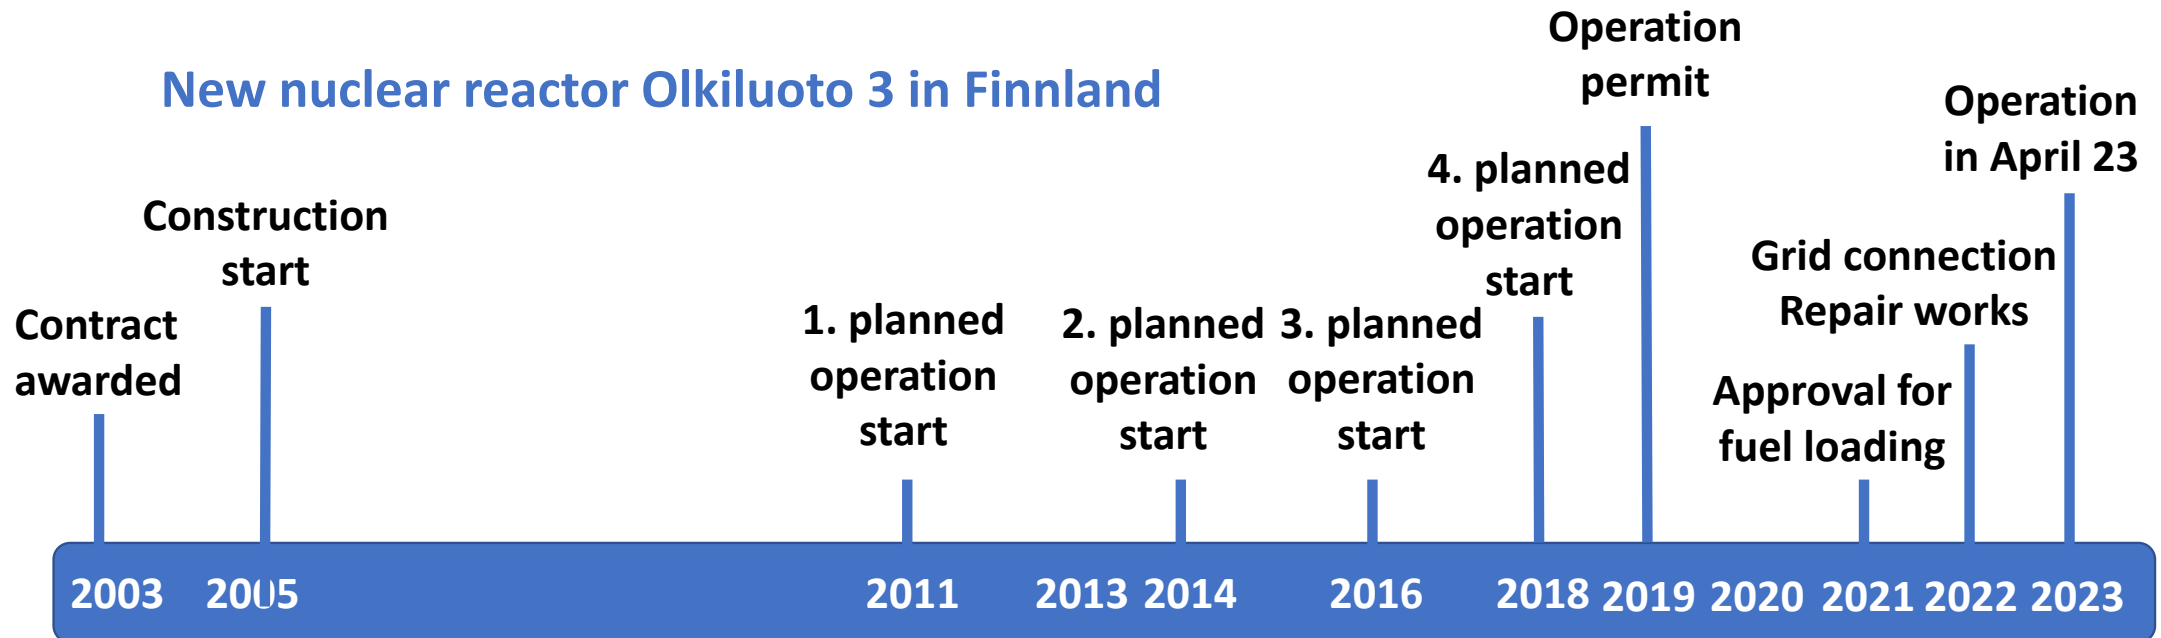 New nuclear reactor Olkiluoto 3 in Finnland
Contract
awarded
Construction
start
1. planned
operation
start
2. planned
operation
start
3. planned
operation
start
4. planned
operation
start
Operation
permit
Approval for
fuel loading
Grid connection
Repair works
Operation
in April 23
2003 2005 2011 2013 2014 2016 2018 2019 2020 2021 2022 2023